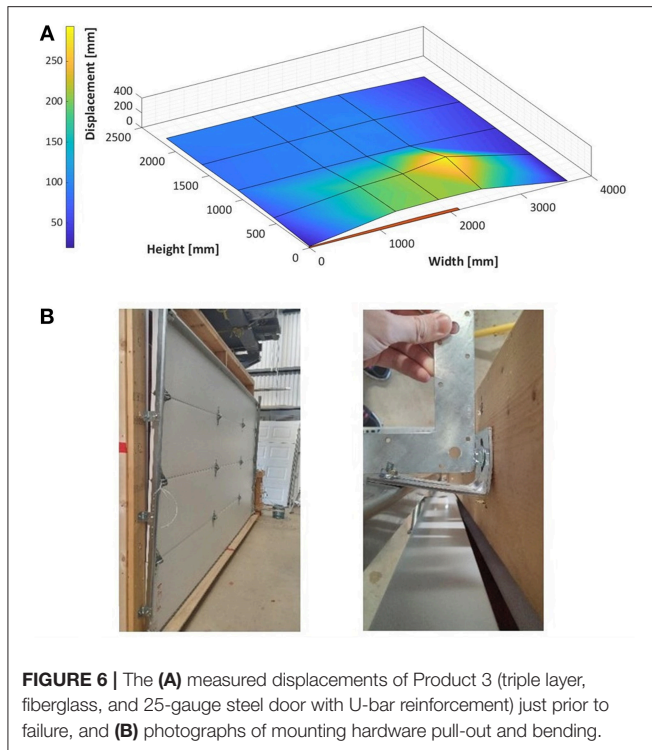 A
250
200
150
100
50
Displacement [mm]
400
200
0
2500
2000
1500
1000
500
0
Height [mm]
0
1000
2000
3000
4000
Width [mm]
B
FIGURE 6 | The (A) measured displacements of Product 3 (triple layer,
fiberglass, and 25-gauge steel door with U-bar reinforcement) just prior to
failure, and (B) photographs of mounting hardware pull-out and bending.